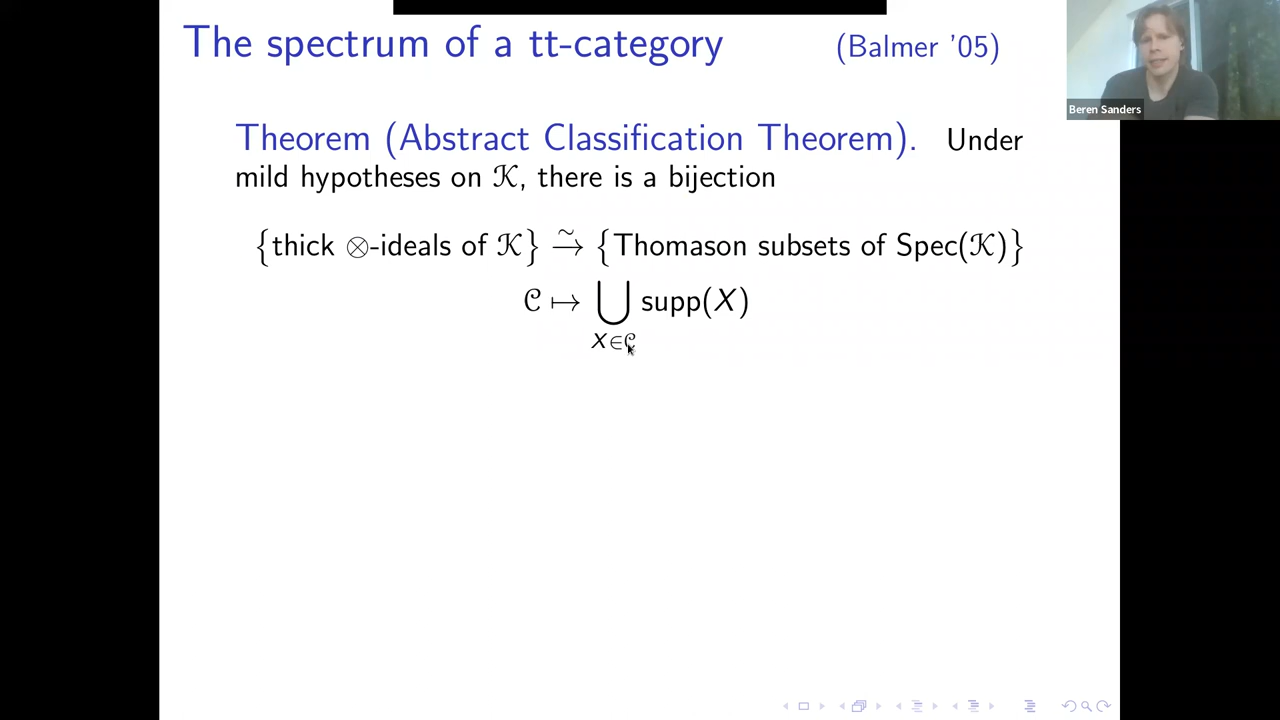 The spectrum of a tt-category (Balmer '05)
Beren Sanders
Theorem (Abstract Classification Theorem). Under
mild hypotheses on 𝒦, there is a bijection
{thick ⊗-ideals of 𝒦} ⥲ {Thomason subsets of Spec(𝒦)}
𝒞 ↦ ⋃ supp(X)
X∈𝒞